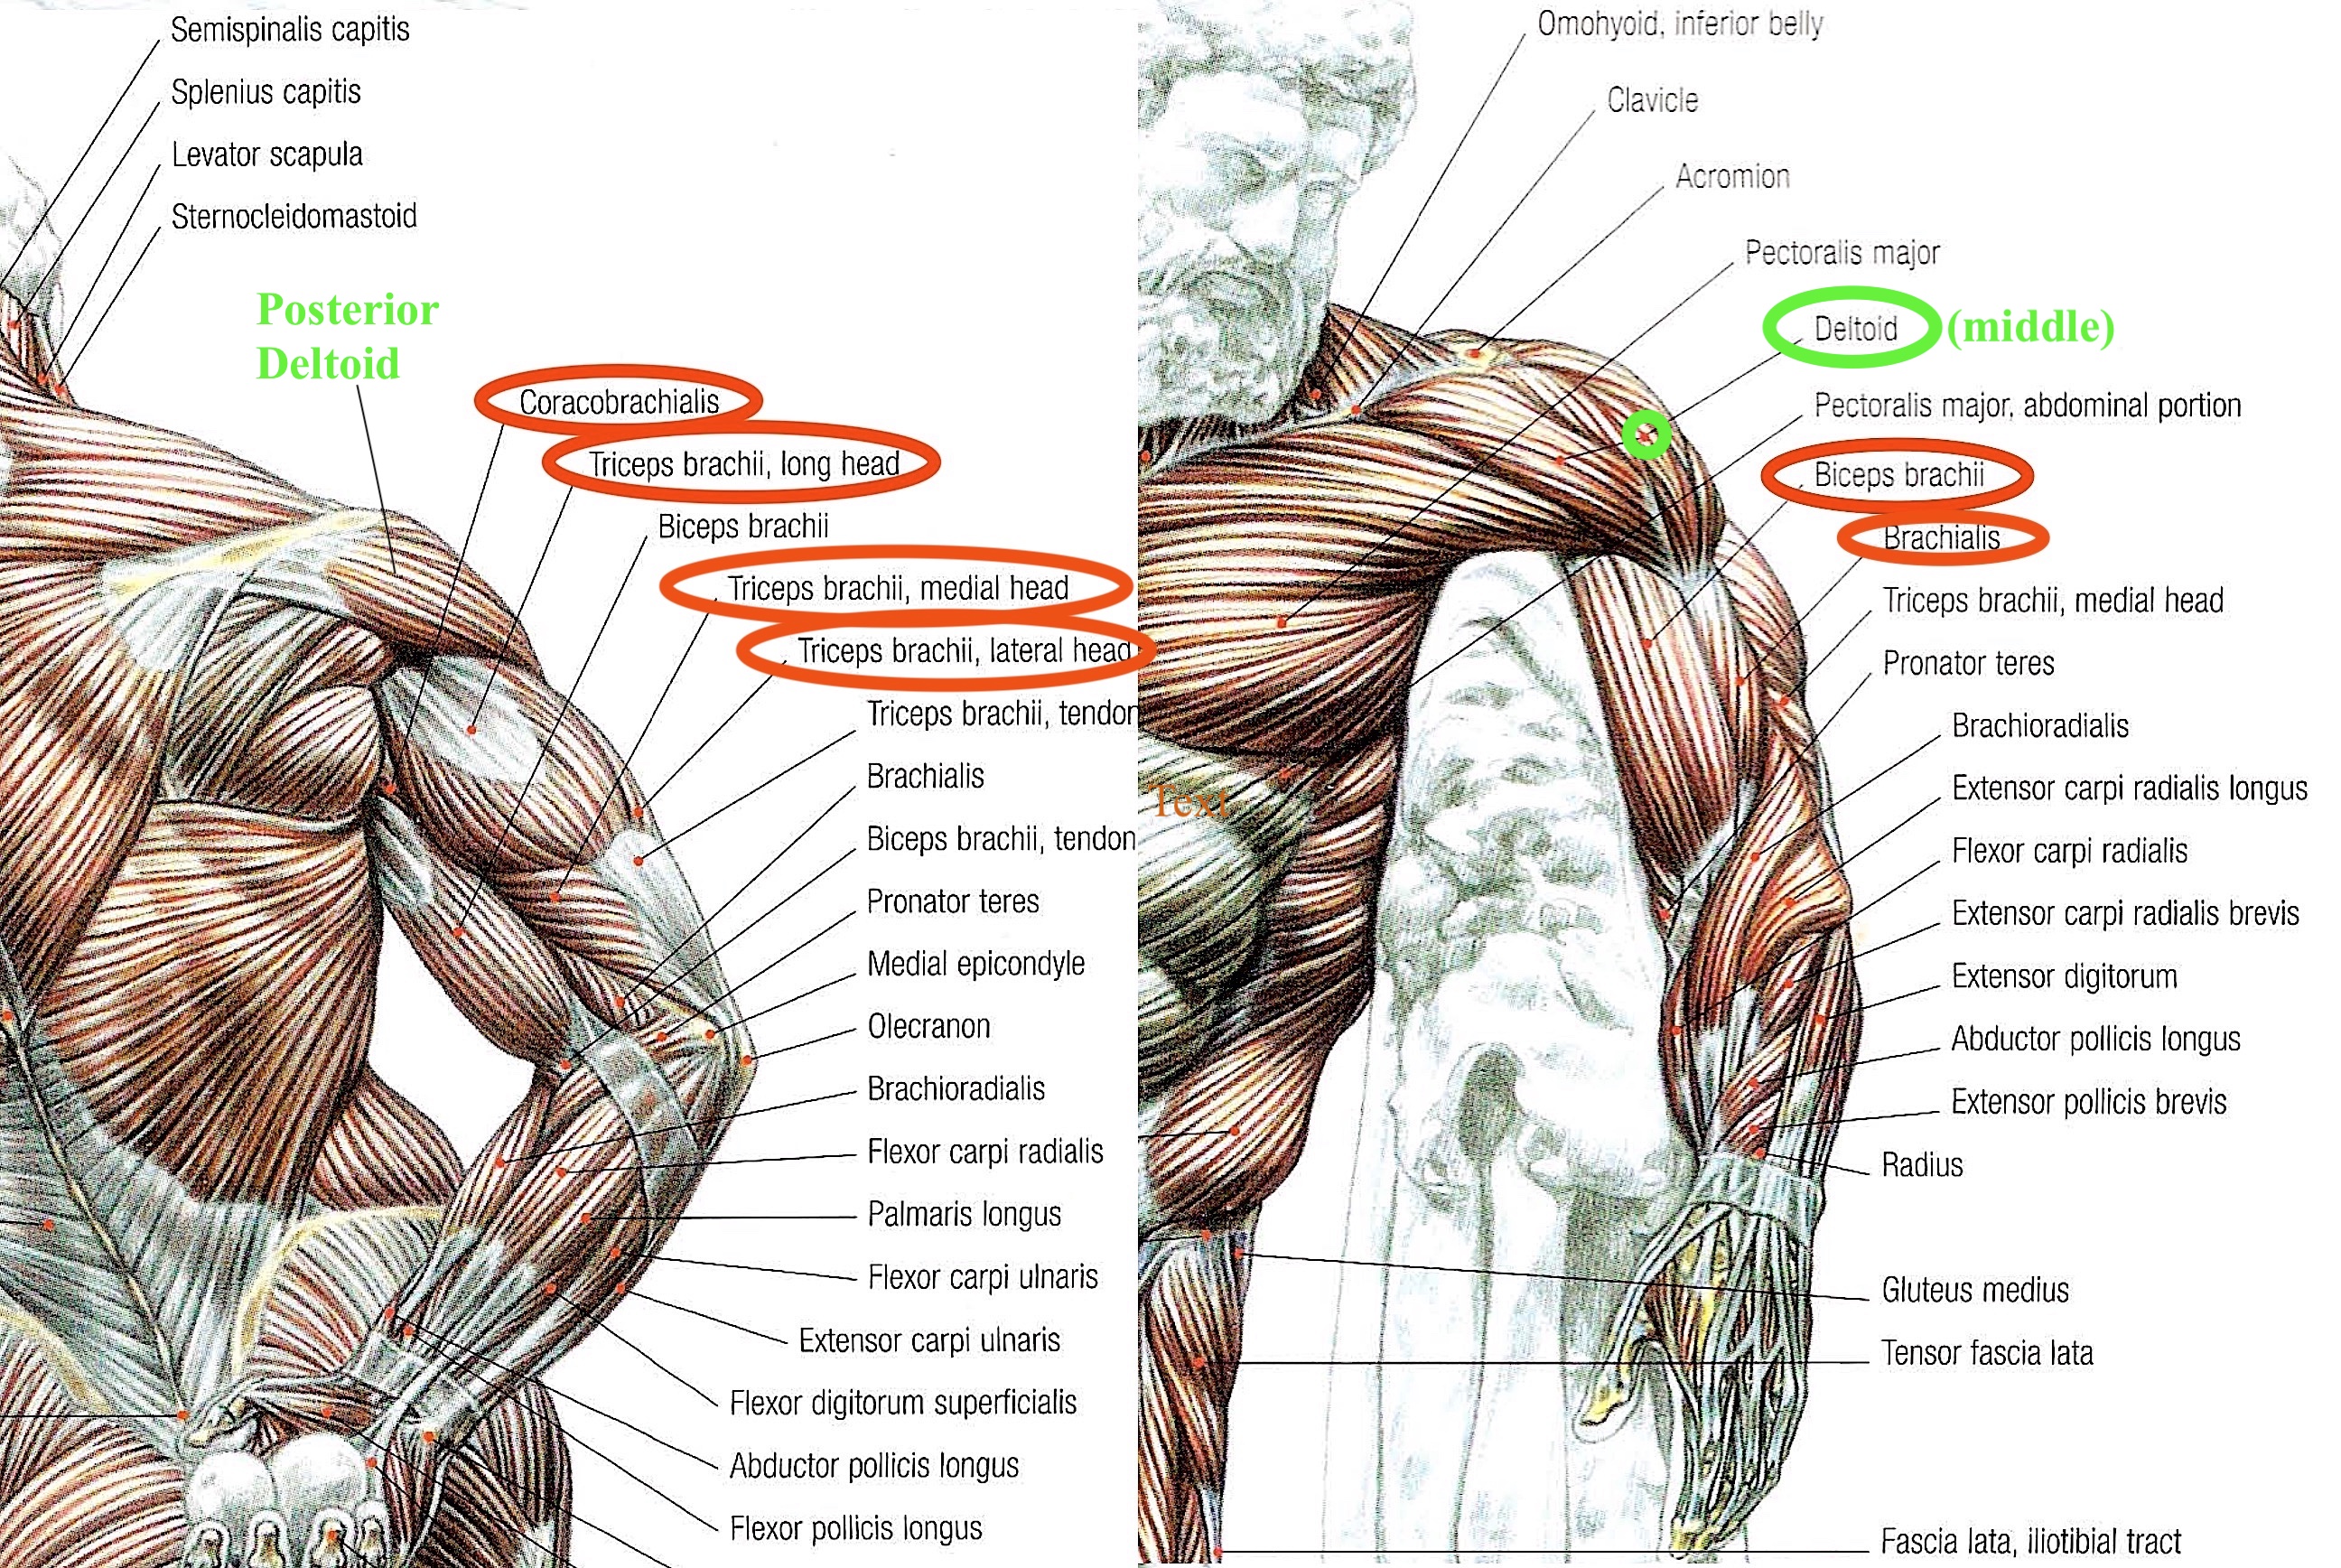 Semispinalis capitis
Splenius capitis
Levator scapula
Sternocleidomastoid
Posterior
Deltoid
Coracobrachialis
Triceps brachii, long head
Biceps brachii
Triceps brachii, medial head
Triceps brachii, lateral head
Triceps brachii, tendon
Brachialis
Biceps brachii, tendon
Pronator teres
Medial epicondyle
Olecranon
Brachioradialis
Flexor carpi radialis
Palmaris longus
Flexor carpi ulnaris
Extensor carpi ulnaris
Flexor digitorum superficialis
Abductor pollicis longus
Flexor pollicis longus
Omohyoid, inferior belly
Clavicle
Acromion
Pectoralis major
Deltoid (middle)
Pectoralis major, abdominal portion
Biceps brachii
Brachialis
Triceps brachii, medial head
Pronator teres
Brachioradialis
Text
Extensor carpi radialis longus
Flexor carpi radialis
Extensor carpi radialis brevis
Extensor digitorum
Abductor pollicis longus
Extensor pollicis brevis
Radius
Gluteus medius
Tensor fascia lata
Fascia lata, iliotibial tract